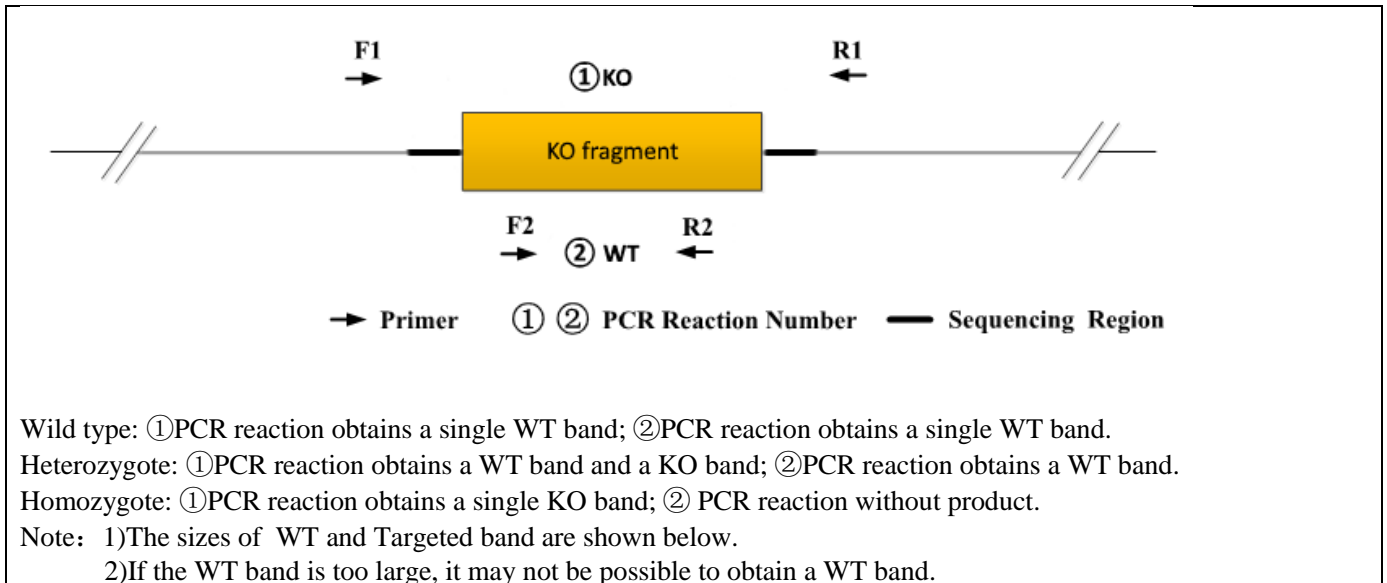 F1 R1
①KO
KO fragment
F2 R2
② WT
Primer ① ② PCR Reaction Number Sequencing Region
Wild type: ①PCR reaction obtains a single WT band; ②PCR reaction obtains a single WT band.
Heterozygote: ①PCR reaction obtains a WT band and a KO band; ②PCR reaction obtains a WT band.
Homozygote: ①PCR reaction obtains a single KO band; ② PCR reaction without product.
Note： 1)The sizes of WT and Targeted band are shown below.
2)If the WT band is too large, it may not be possible to obtain a WT band.